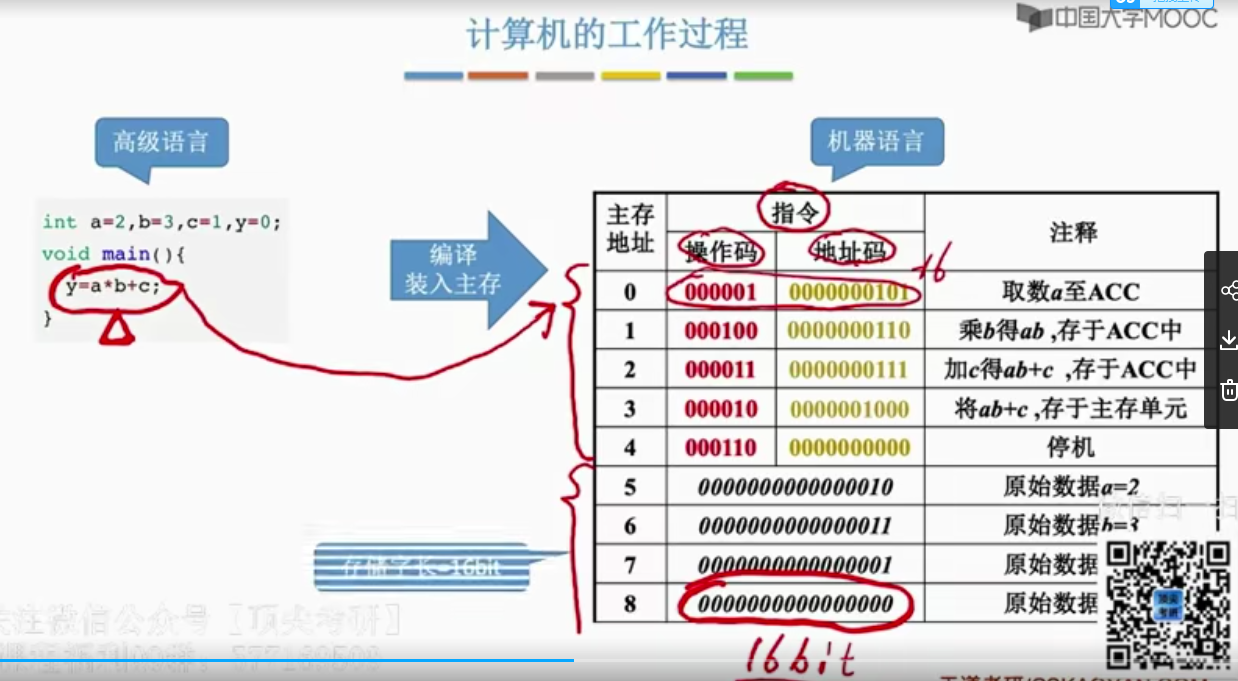 中国大学MOOC
计算机的工作过程
高级语言
int a=2,b=3,c=1,y=0;
void main(){
y=a*b+c;
}
编译
装入主存
存储字长=16bit
机器语言
主存地址 指令 注释
操作码 地址码
16
0 000001 0000000101 取数a至ACC
1 000100 0000000110 乘b得ab ,存于ACC中
2 000011 0000000111 加c得ab+c ,存于ACC中
3 000010 0000001000 将ab+c ,存于主存单元
4 000110 0000000000 停机
5 0000000000000010 原始数据a=2
6 0000000000000011 原始数据b=3
7 0000000000000001 原始数据
8 0000000000000000 原始数据
16bit
关注微信公众号【顶尖考研】
顶尖
考研